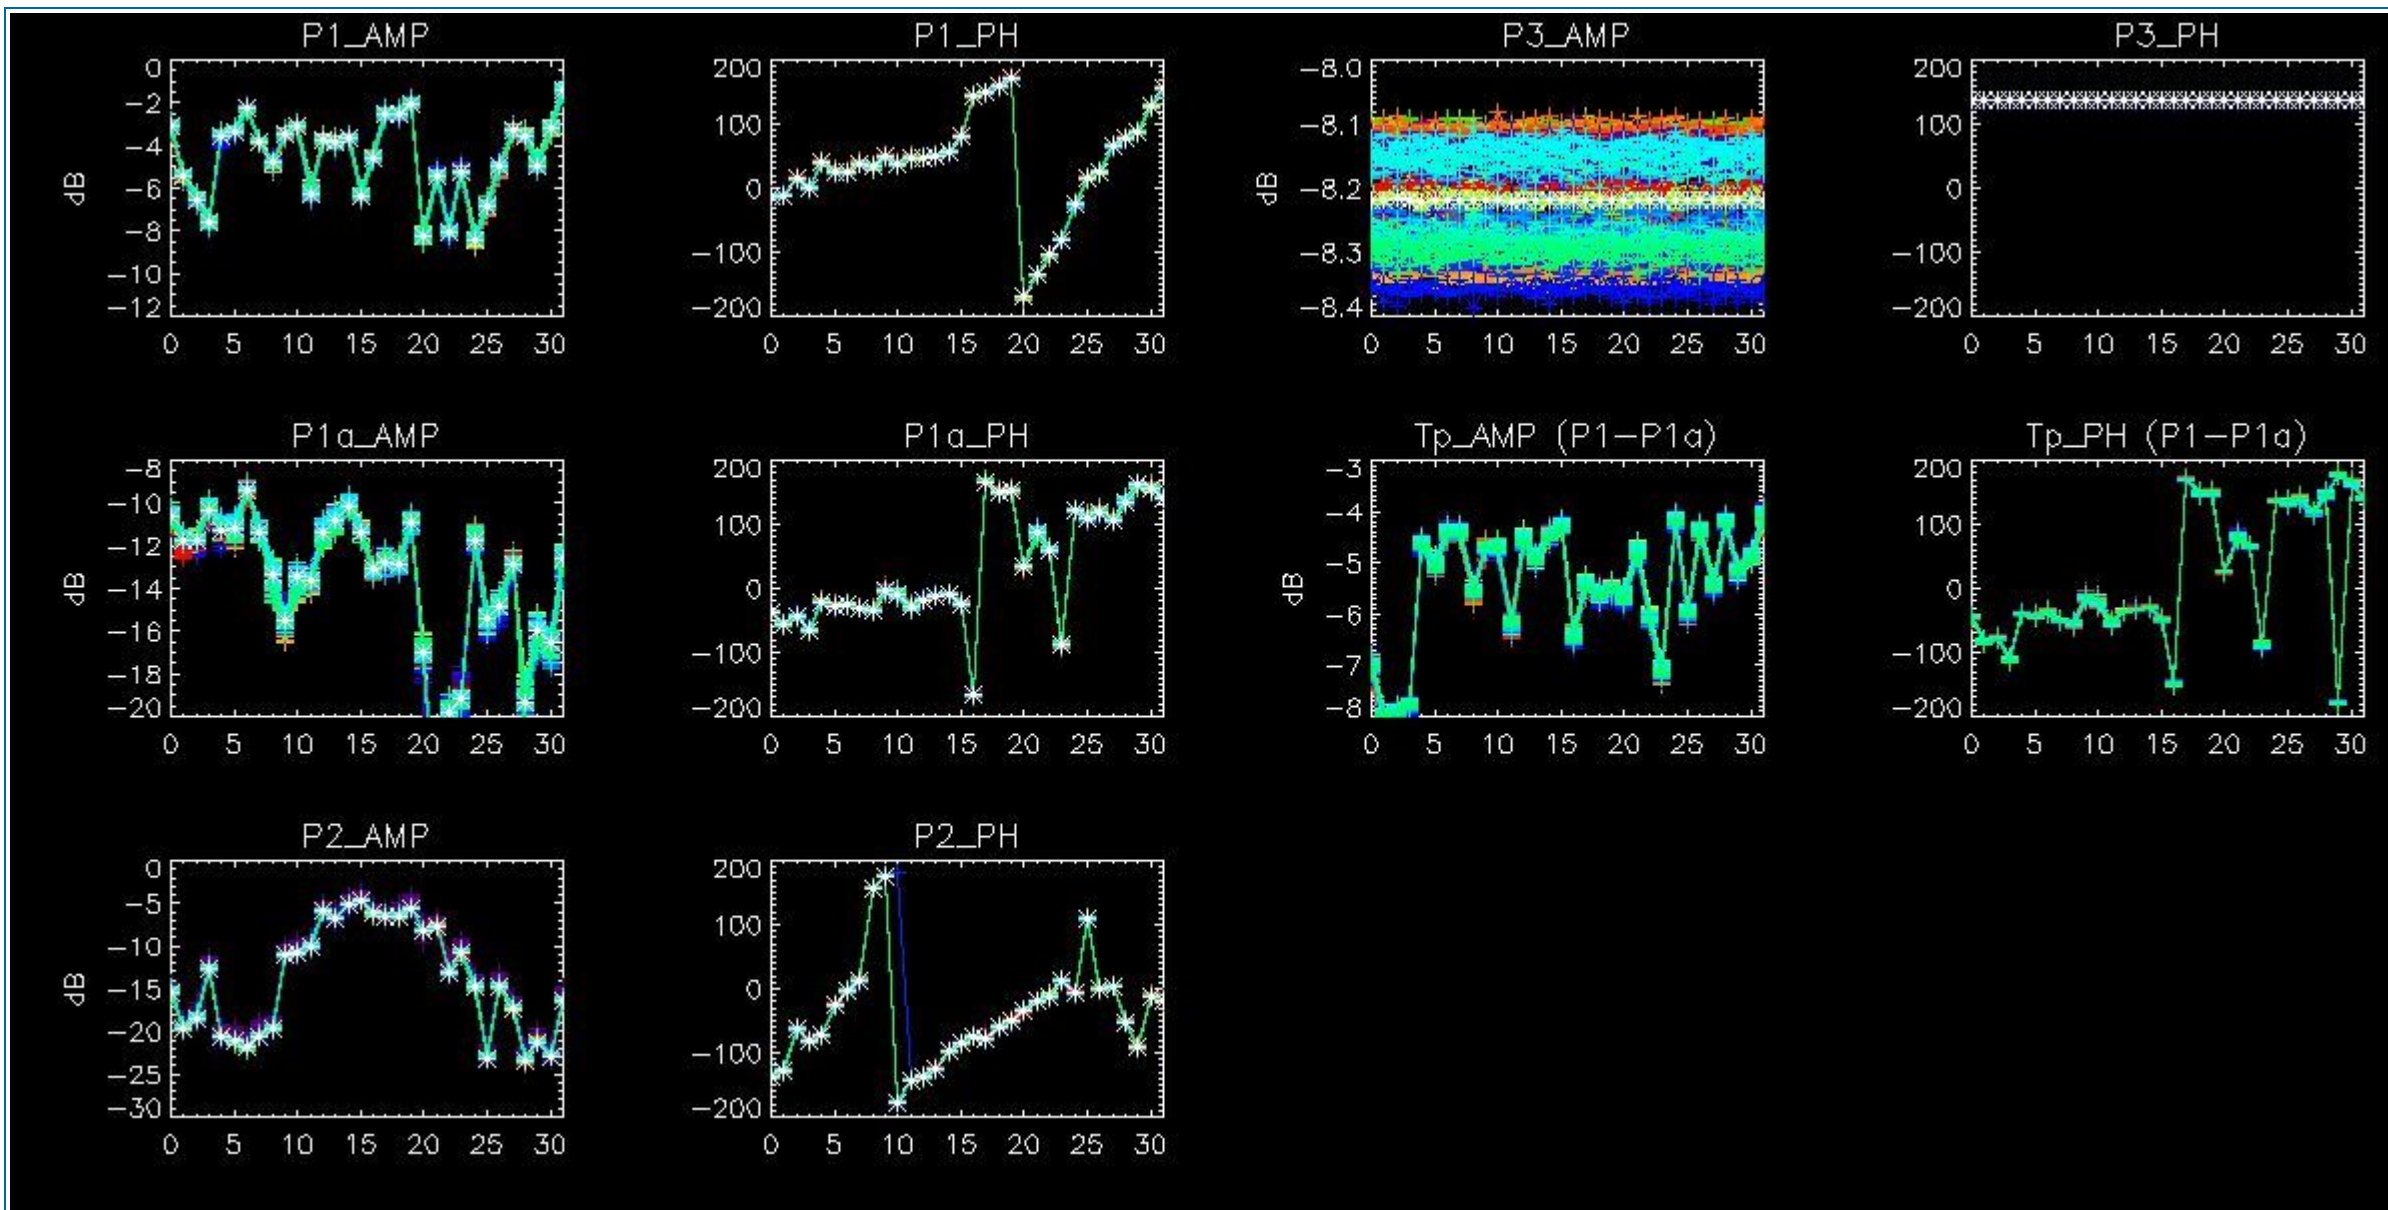 P1_AMP
0
−2
−4
−6
−8
−10
−12
dB
0 5 10 15 20 25 30
P1_PH
200
100
0
−100
−200
0 5 10 15 20 25 30
P3_AMP
−8.0
−8.1
−8.2
−8.3
−8.4
dB
0 5 10 15 20 25 30
P3_PH
200
100
0
−100
−200
0 5 10 15 20 25 30
P1a_AMP
−8
−10
−12
−14
−16
−18
−20
dB
0 5 10 15 20 25 30
P1a_PH
200
100
0
−100
−200
0 5 10 15 20 25 30
Tp_AMP (P1−P1a)
−3
−4
−5
−6
−7
−8
dB
0 5 10 15 20 25 30
Tp_PH (P1−P1a)
200
100
0
−100
−200
0 5 10 15 20 25 30
P2_AMP
0
−5
−10
−15
−20
−25
−30
dB
0 5 10 15 20 25 30
P2_PH
200
100
0
−100
−200
0 5 10 15 20 25 30